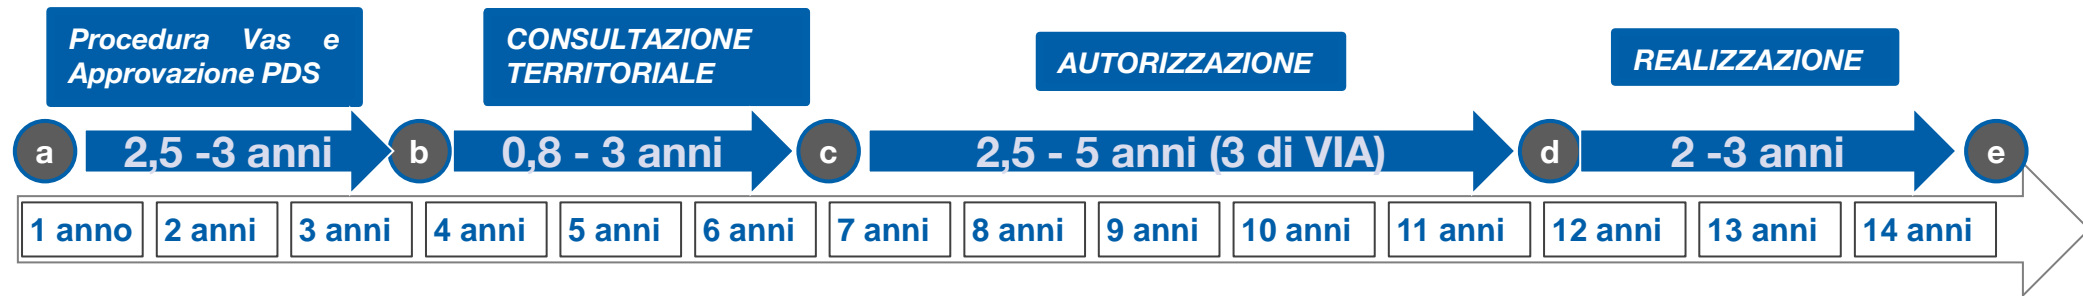 Procedura Vas e
Approvazione PDS
CONSULTAZIONE
TERRITORIALE
AUTORIZZAZIONE
REALIZZAZIONE
a
2,5 -3 anni
b
0,8 - 3 anni
c
2,5 - 5 anni (3 di VIA)
d
2 -3 anni
e
1 anno
2 anni
3 anni
4 anni
5 anni
6 anni
7 anni
8 anni
9 anni
10 anni
11 anni
12 anni
13 anni
14 anni